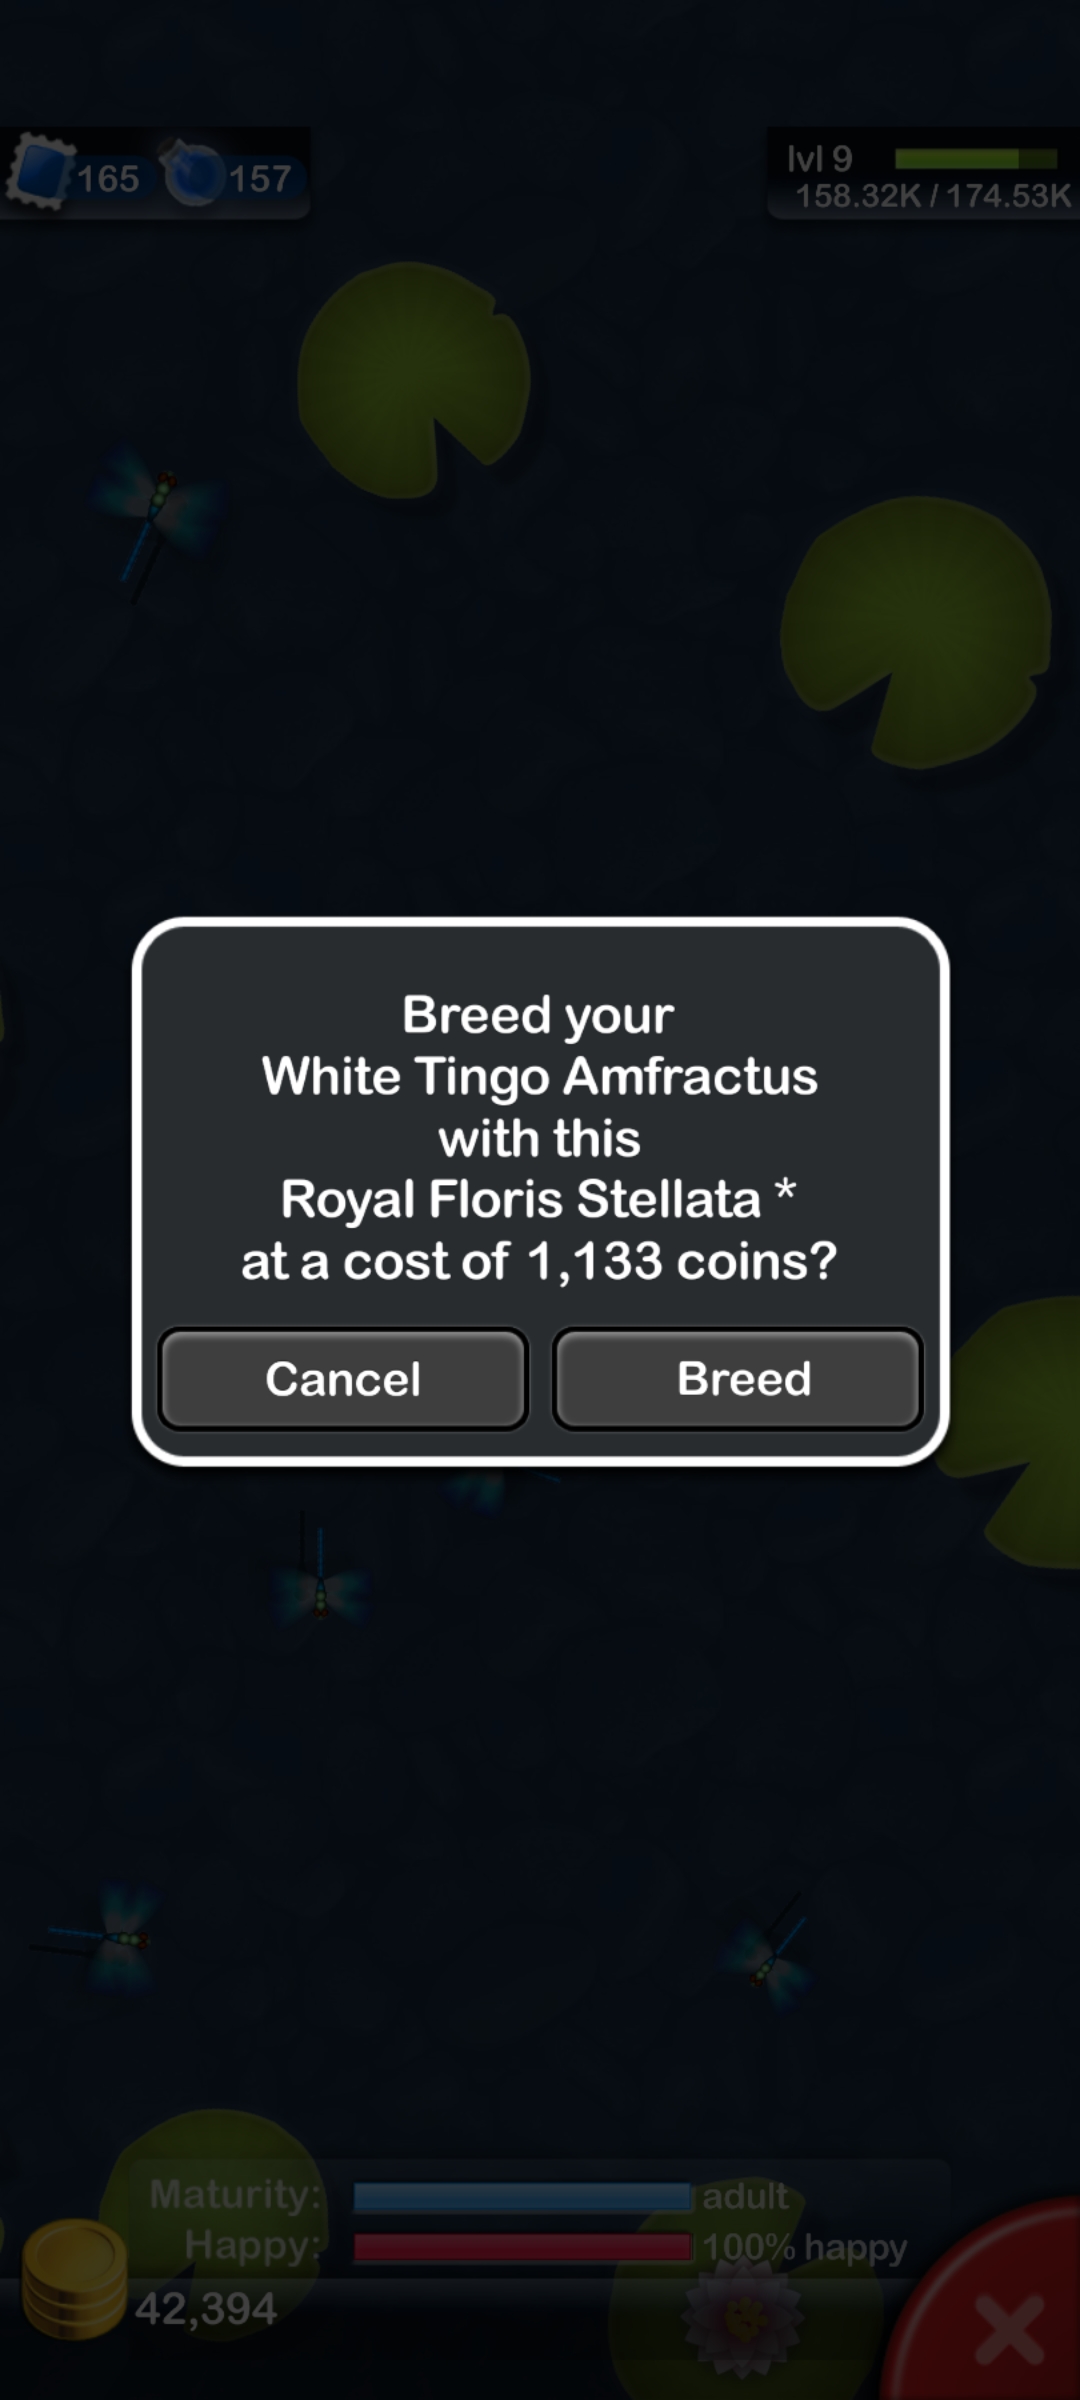 165 157
lvl 9
158.32K / 174.53K
Breed your
White Tingo Amfractus
with this
Royal Floris Stellata *
at a cost of 1,133 coins?
Cancel Breed
Maturity: adult
Happy: 100% happy
42,394